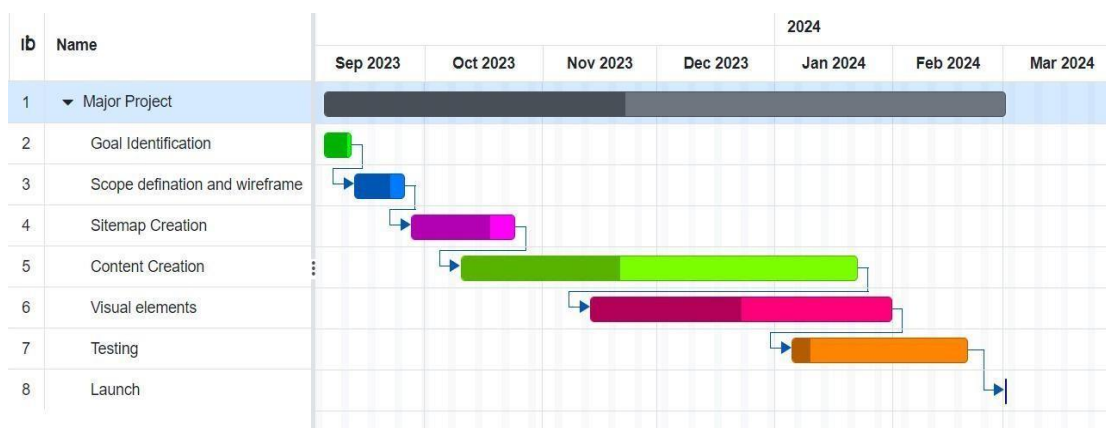 2024
ID Name
Sep 2023 Oct 2023 Nov 2023 Dec 2023 Jan 2024 Feb 2024 Mar 2024
1 Major Project
2 Goal Identification
3 Scope defination and wireframe
4 Sitemap Creation
5 Content Creation
6 Visual elements
7 Testing
8 Launch